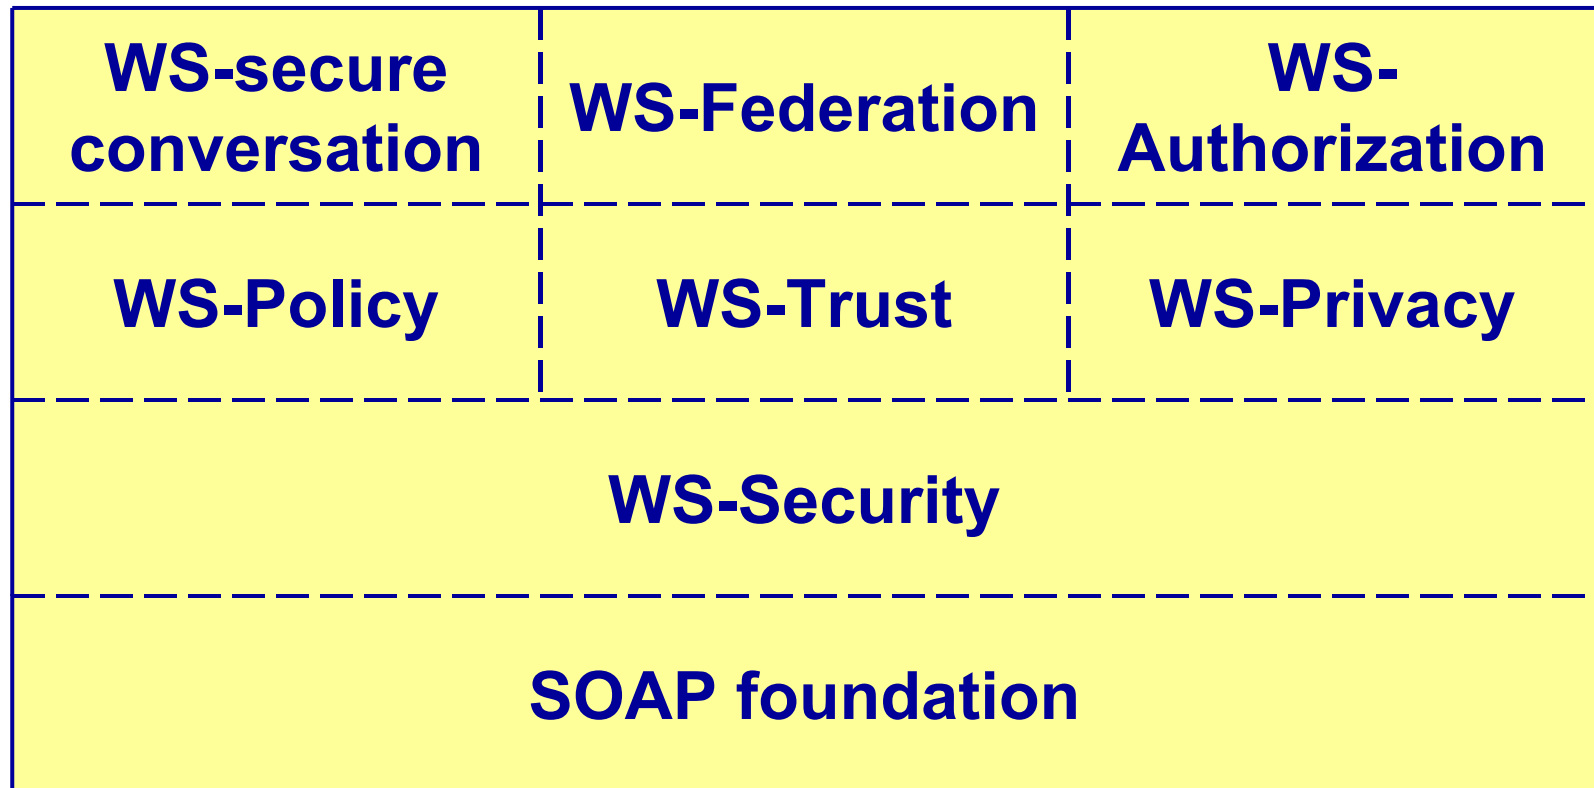 WS-secure
conversation
WS-Federation
WS-
Authorization
WS-Policy
WS-Trust
WS-Privacy
WS-Security
SOAP foundation